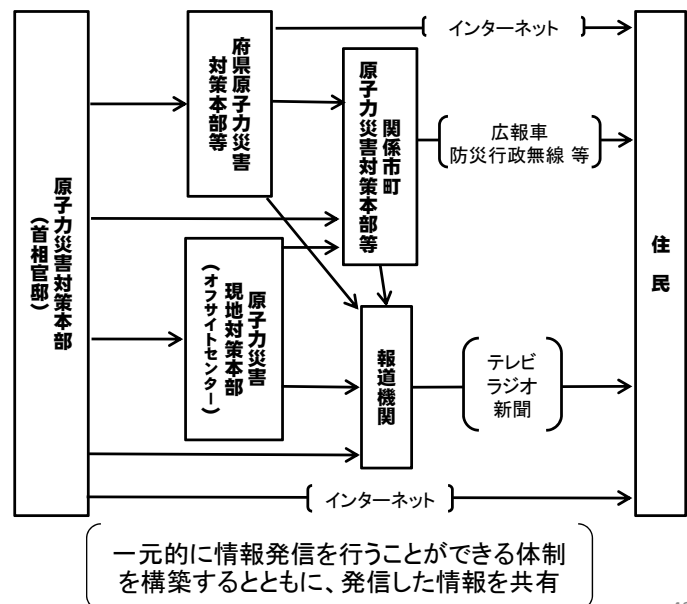 原子力災害対策本部
(首相官邸)
府県原子力災害
対策本部等
原子力災害
現地対策本部
(オフサイトセンター)
関係市町
原子力災害対策本部等
報道機関
インターネット
広報車
防災行政無線 等
テレビ
ラジオ
新聞
インターネット
住民
一元的に情報発信を行うことができる体制
を構築するとともに、発信した情報を共有